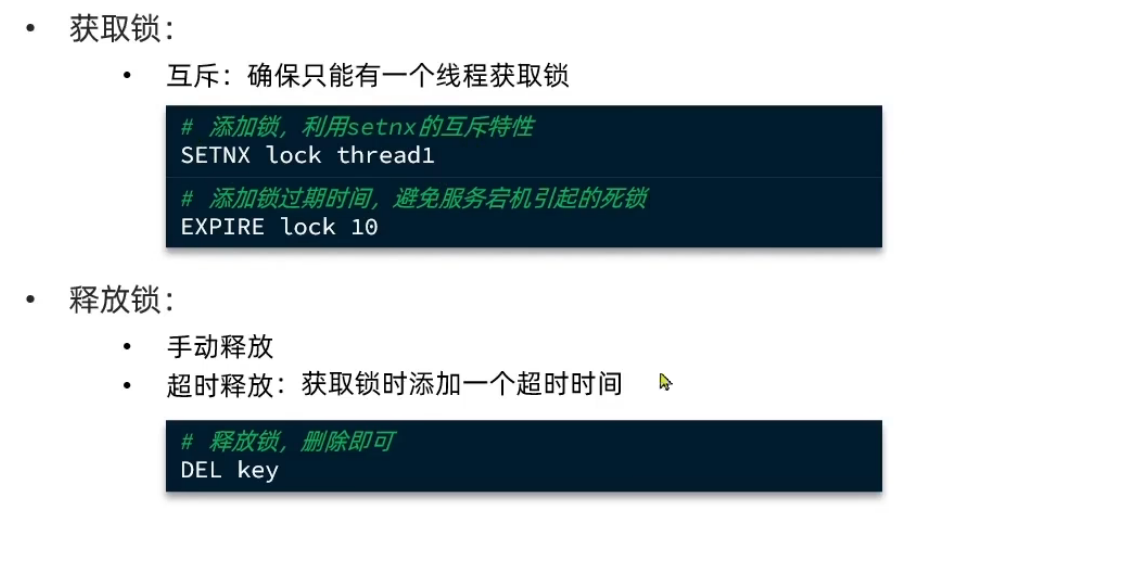 • 获取锁：
• 互斥：确保只能有一个线程获取锁
# 添加锁，利用setnx的互斥特性
SETNX lock thread1
# 添加锁过期时间，避免服务宕机引起的死锁
EXPIRE lock 10
• 释放锁：
• 手动释放
• 超时释放：获取锁时添加一个超时时间
# 释放锁，删除即可
DEL key